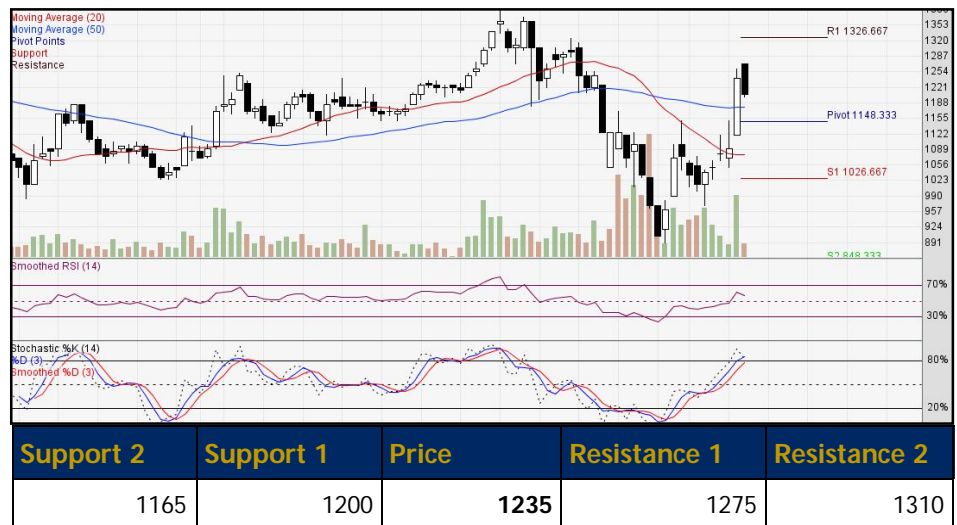 Moving Average (20)
Moving Average (50)
Pivot Points
Support
Resistance
1353
1320
1287
1254
1221
1188
1155
1122
1089
1056
1023
990
957
924
891
R1 1326.667
Pivot 1148.333
S1 1026.667
S2 848.333
Smoothed RSI (14)
70%
30%
Stochastic %K (14)
%D (3)
Smoothed %D (3)
80%
20%
Support 2 Support 1 Price Resistance 1 Resistance 2
1165 1200 1235 1275 1310